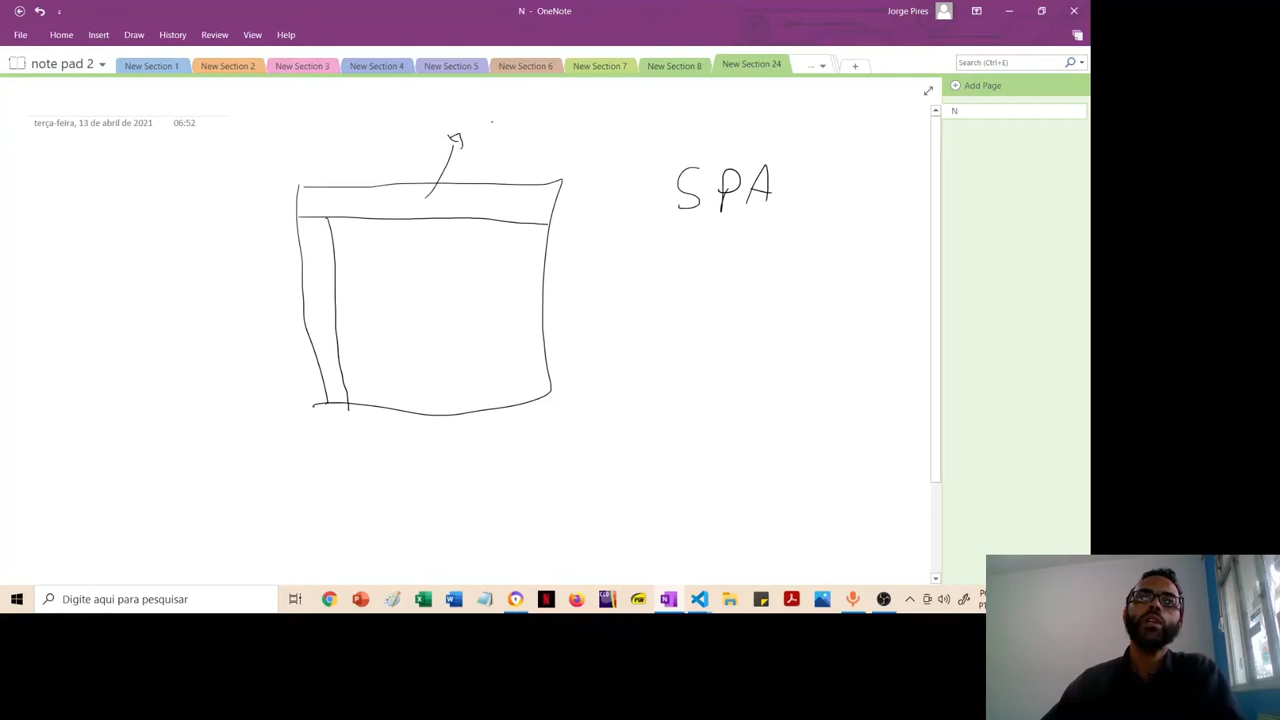 N - OneNote
Jorge Pires
File Home Insert Draw History Review View Help
note pad 2 New Section 1 New Section 2 New Section 3 New Section 4 New Section 5 New Section 6 New Section 7 New Section 8 New Section 24 ... + Search (Ctrl+E)
+ Add Page
N
terça-feira, 13 de abril de 2021 06:52
SPA
Digite aqui para pesquisar